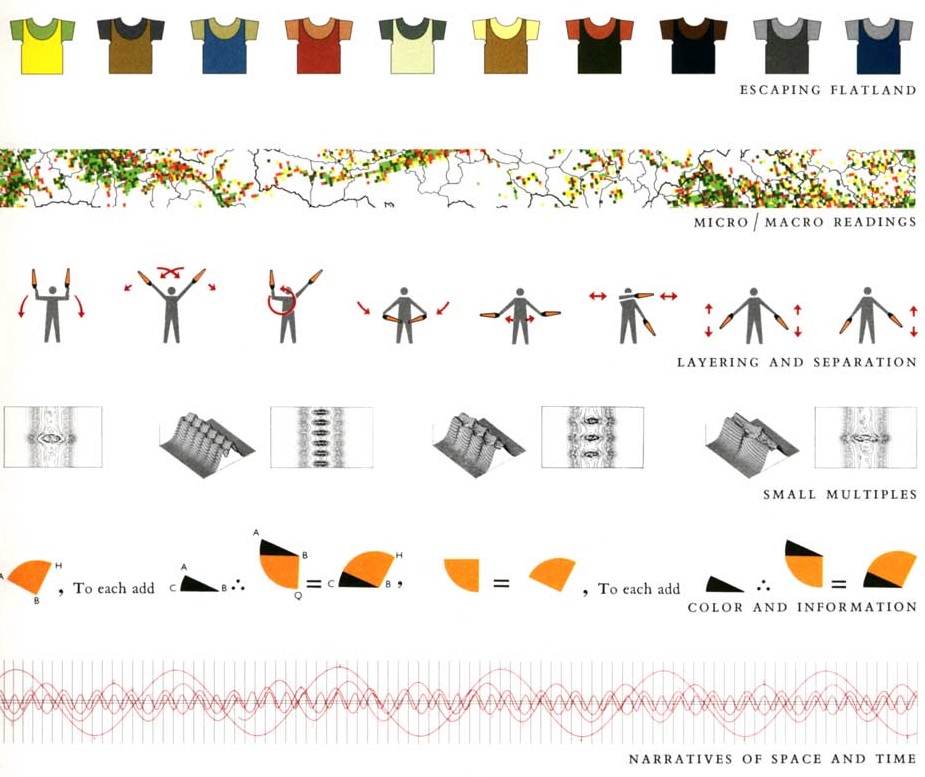 ESCAPING FLATLAND
MICRO/MACRO READINGS
LAYERING AND SEPARATION
SMALL MULTIPLES
A H B , To each add A C B ∴ A B Q = C H B , = , To each add ∴ =
COLOR AND INFORMATION
NARRATIVES OF SPACE AND TIME